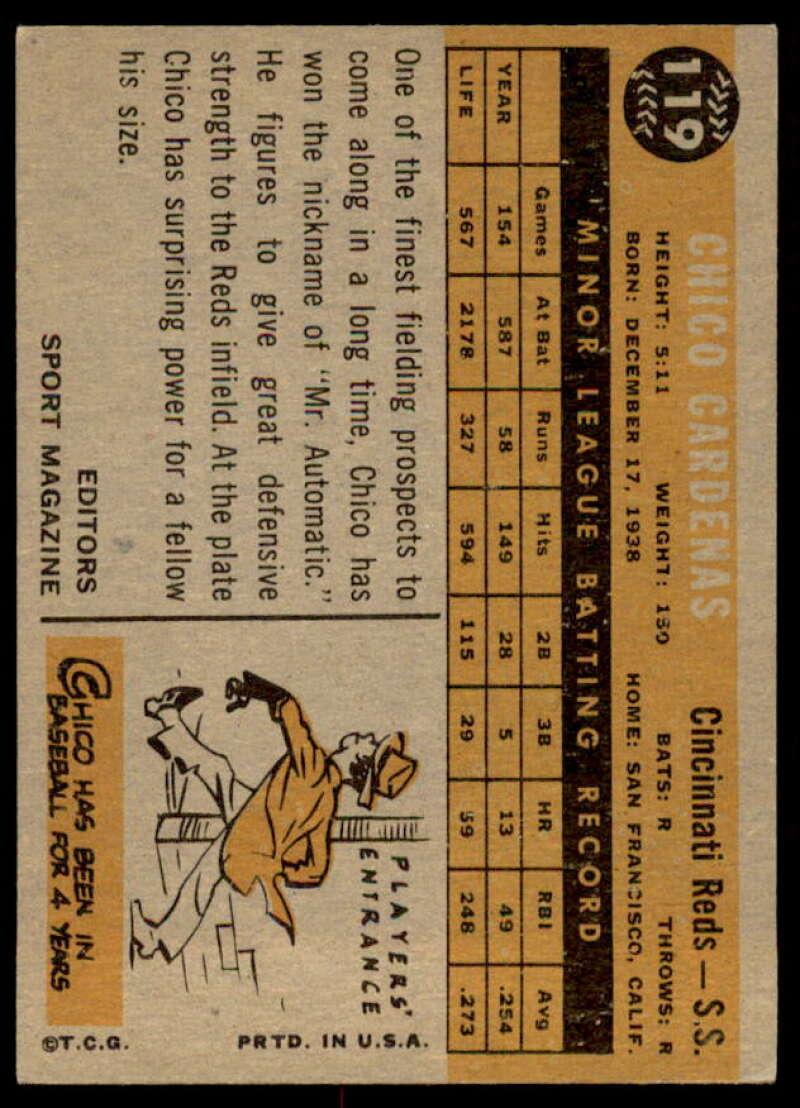 119
CHICO CARDENAS Cincinnati Reds — S.S.
HEIGHT: 5:11 WEIGHT: 150 BATS: R THROWS: R
BORN: DECEMBER 17, 1938 HOME: SAN FRANCISCO, CALIF.
MINOR LEAGUE BATTING RECORD
Games At Bat Runs Hits 2B 3B HR RBI Avg
YEAR 154 587 58 149 28 5 13 49 .254
LIFE 567 2178 327 594 115 29 59 248 .273
One of the finest fielding prospects to
come along in a long time, Chico has
won the nickname of "Mr. Automatic."
He figures to give great defensive
strength to the Reds infield. At the plate
Chico has surprising power for a fellow
his size.
EDITORS
SPORT MAGAZINE
PLAYERS'
ENTRANCE
CHICO HAS BEEN IN
BASEBALL FOR 4 YEARS
©T.C.G. PRTD. IN U.S.A.